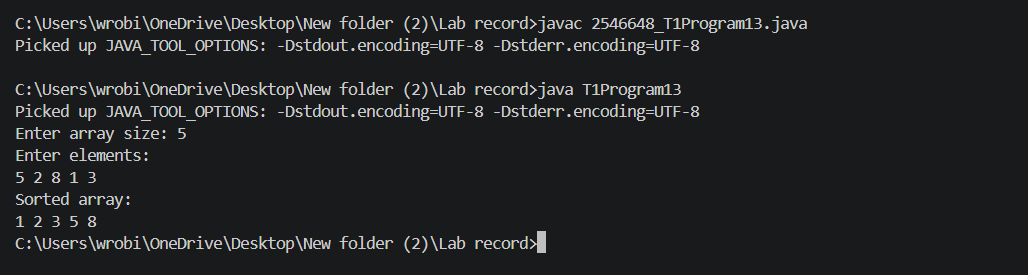 C:\Users\wrobi\OneDrive\Desktop\New folder (2)\Lab record>javac 2546648_T1Program13.java
Picked up JAVA_TOOL_OPTIONS: -Dstdout.encoding=UTF-8 -Dstderr.encoding=UTF-8
C:\Users\wrobi\OneDrive\Desktop\New folder (2)\Lab record>java T1Program13
Picked up JAVA_TOOL_OPTIONS: -Dstdout.encoding=UTF-8 -Dstderr.encoding=UTF-8
Enter array size: 5
Enter elements:
5 2 8 1 3
Sorted array:
1 2 3 5 8
C:\Users\wrobi\OneDrive\Desktop\New folder (2)\Lab record>